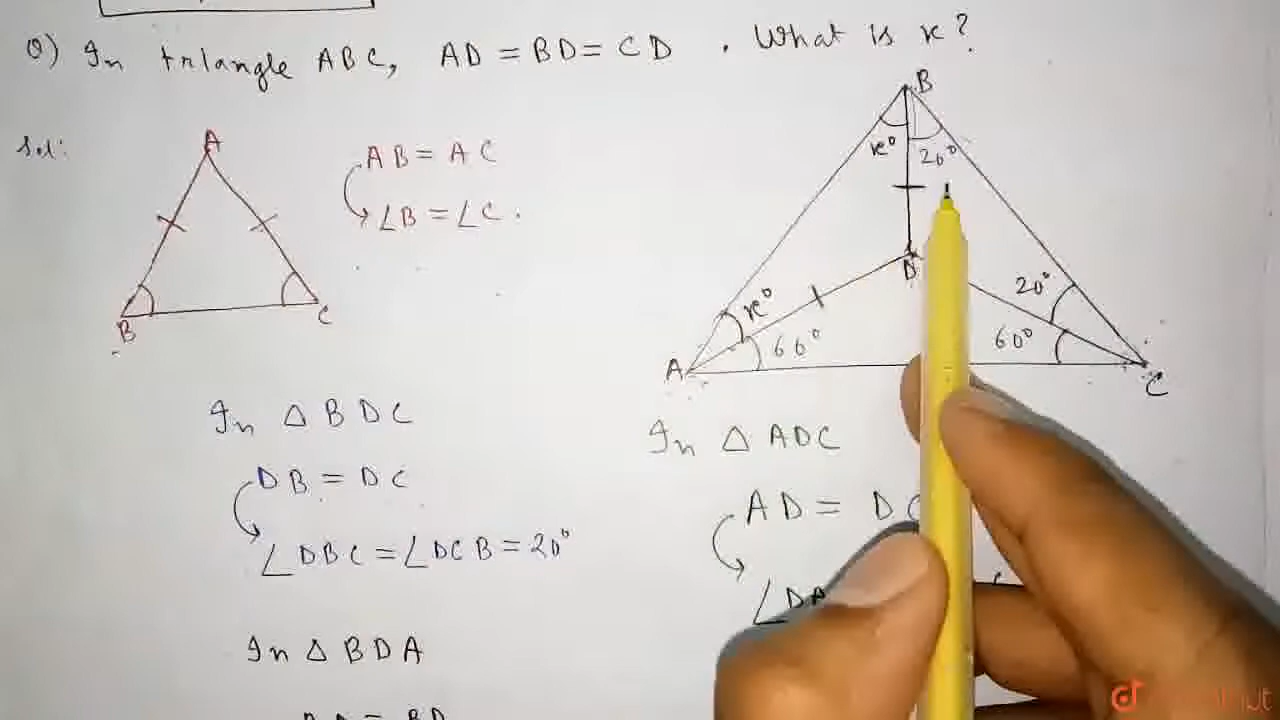 Q) In triangle ABC, AD = BD = CD . What is x?
Sol:
A
B
C
AB = AC
∠B = ∠C .
B
x°
20°
D
x°
60°
20°
60°
A
C
In △ BDC
DB = DC
∠DBC = ∠DCB = 20°
In △ BDA
In △ ADC
AD = DC